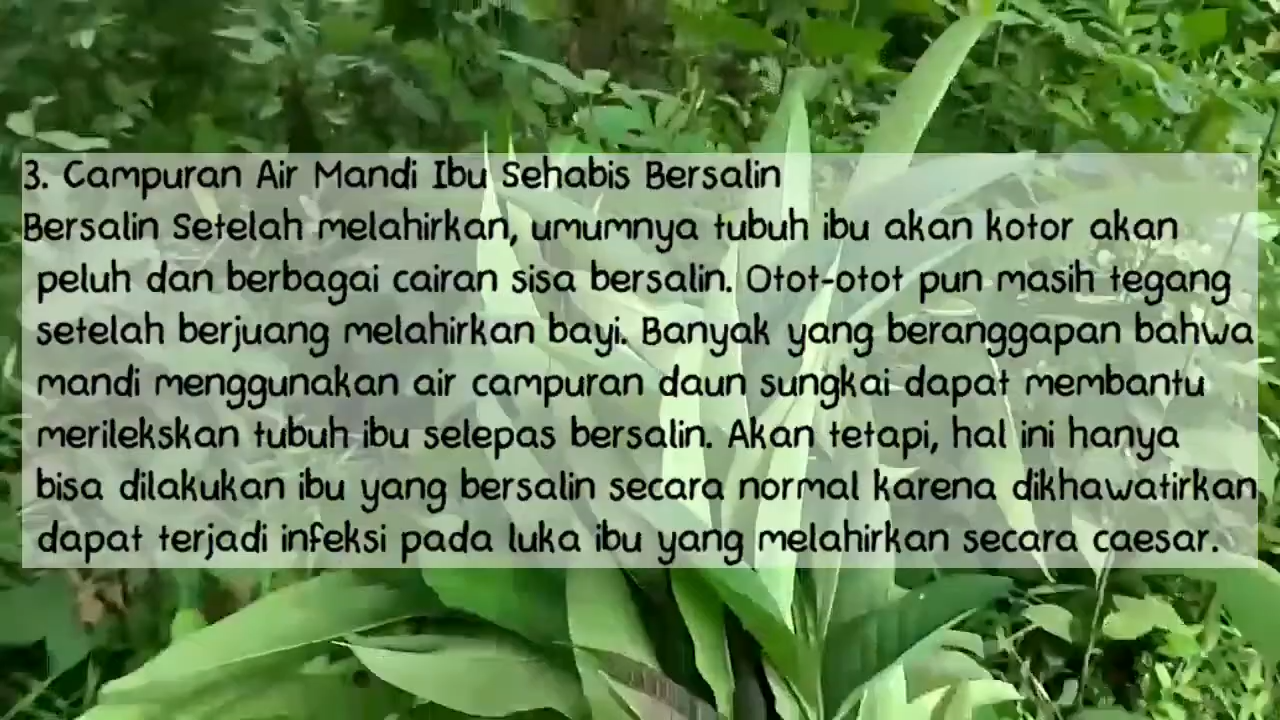 3. Campuran Air Mandi Ibu Sehabis Bersalin
Bersalin Setelah melahirkan, umumnya tubuh ibu akan kotor akan
peluh dan berbagai cairan sisa bersalin. Otot-otot pun masih tegang
setelah berjuang melahirkan bayi. Banyak yang beranggapan bahwa
mandi menggunakan air campuran daun sungkai dapat membantu
merilekskan tubuh ibu selepas bersalin. Akan tetapi, hal ini hanya
bisa dilakukan ibu yang bersalin secara normal karena dikhawatirkan
dapat terjadi infeksi pada luka ibu yang melahirkan secara caesar.